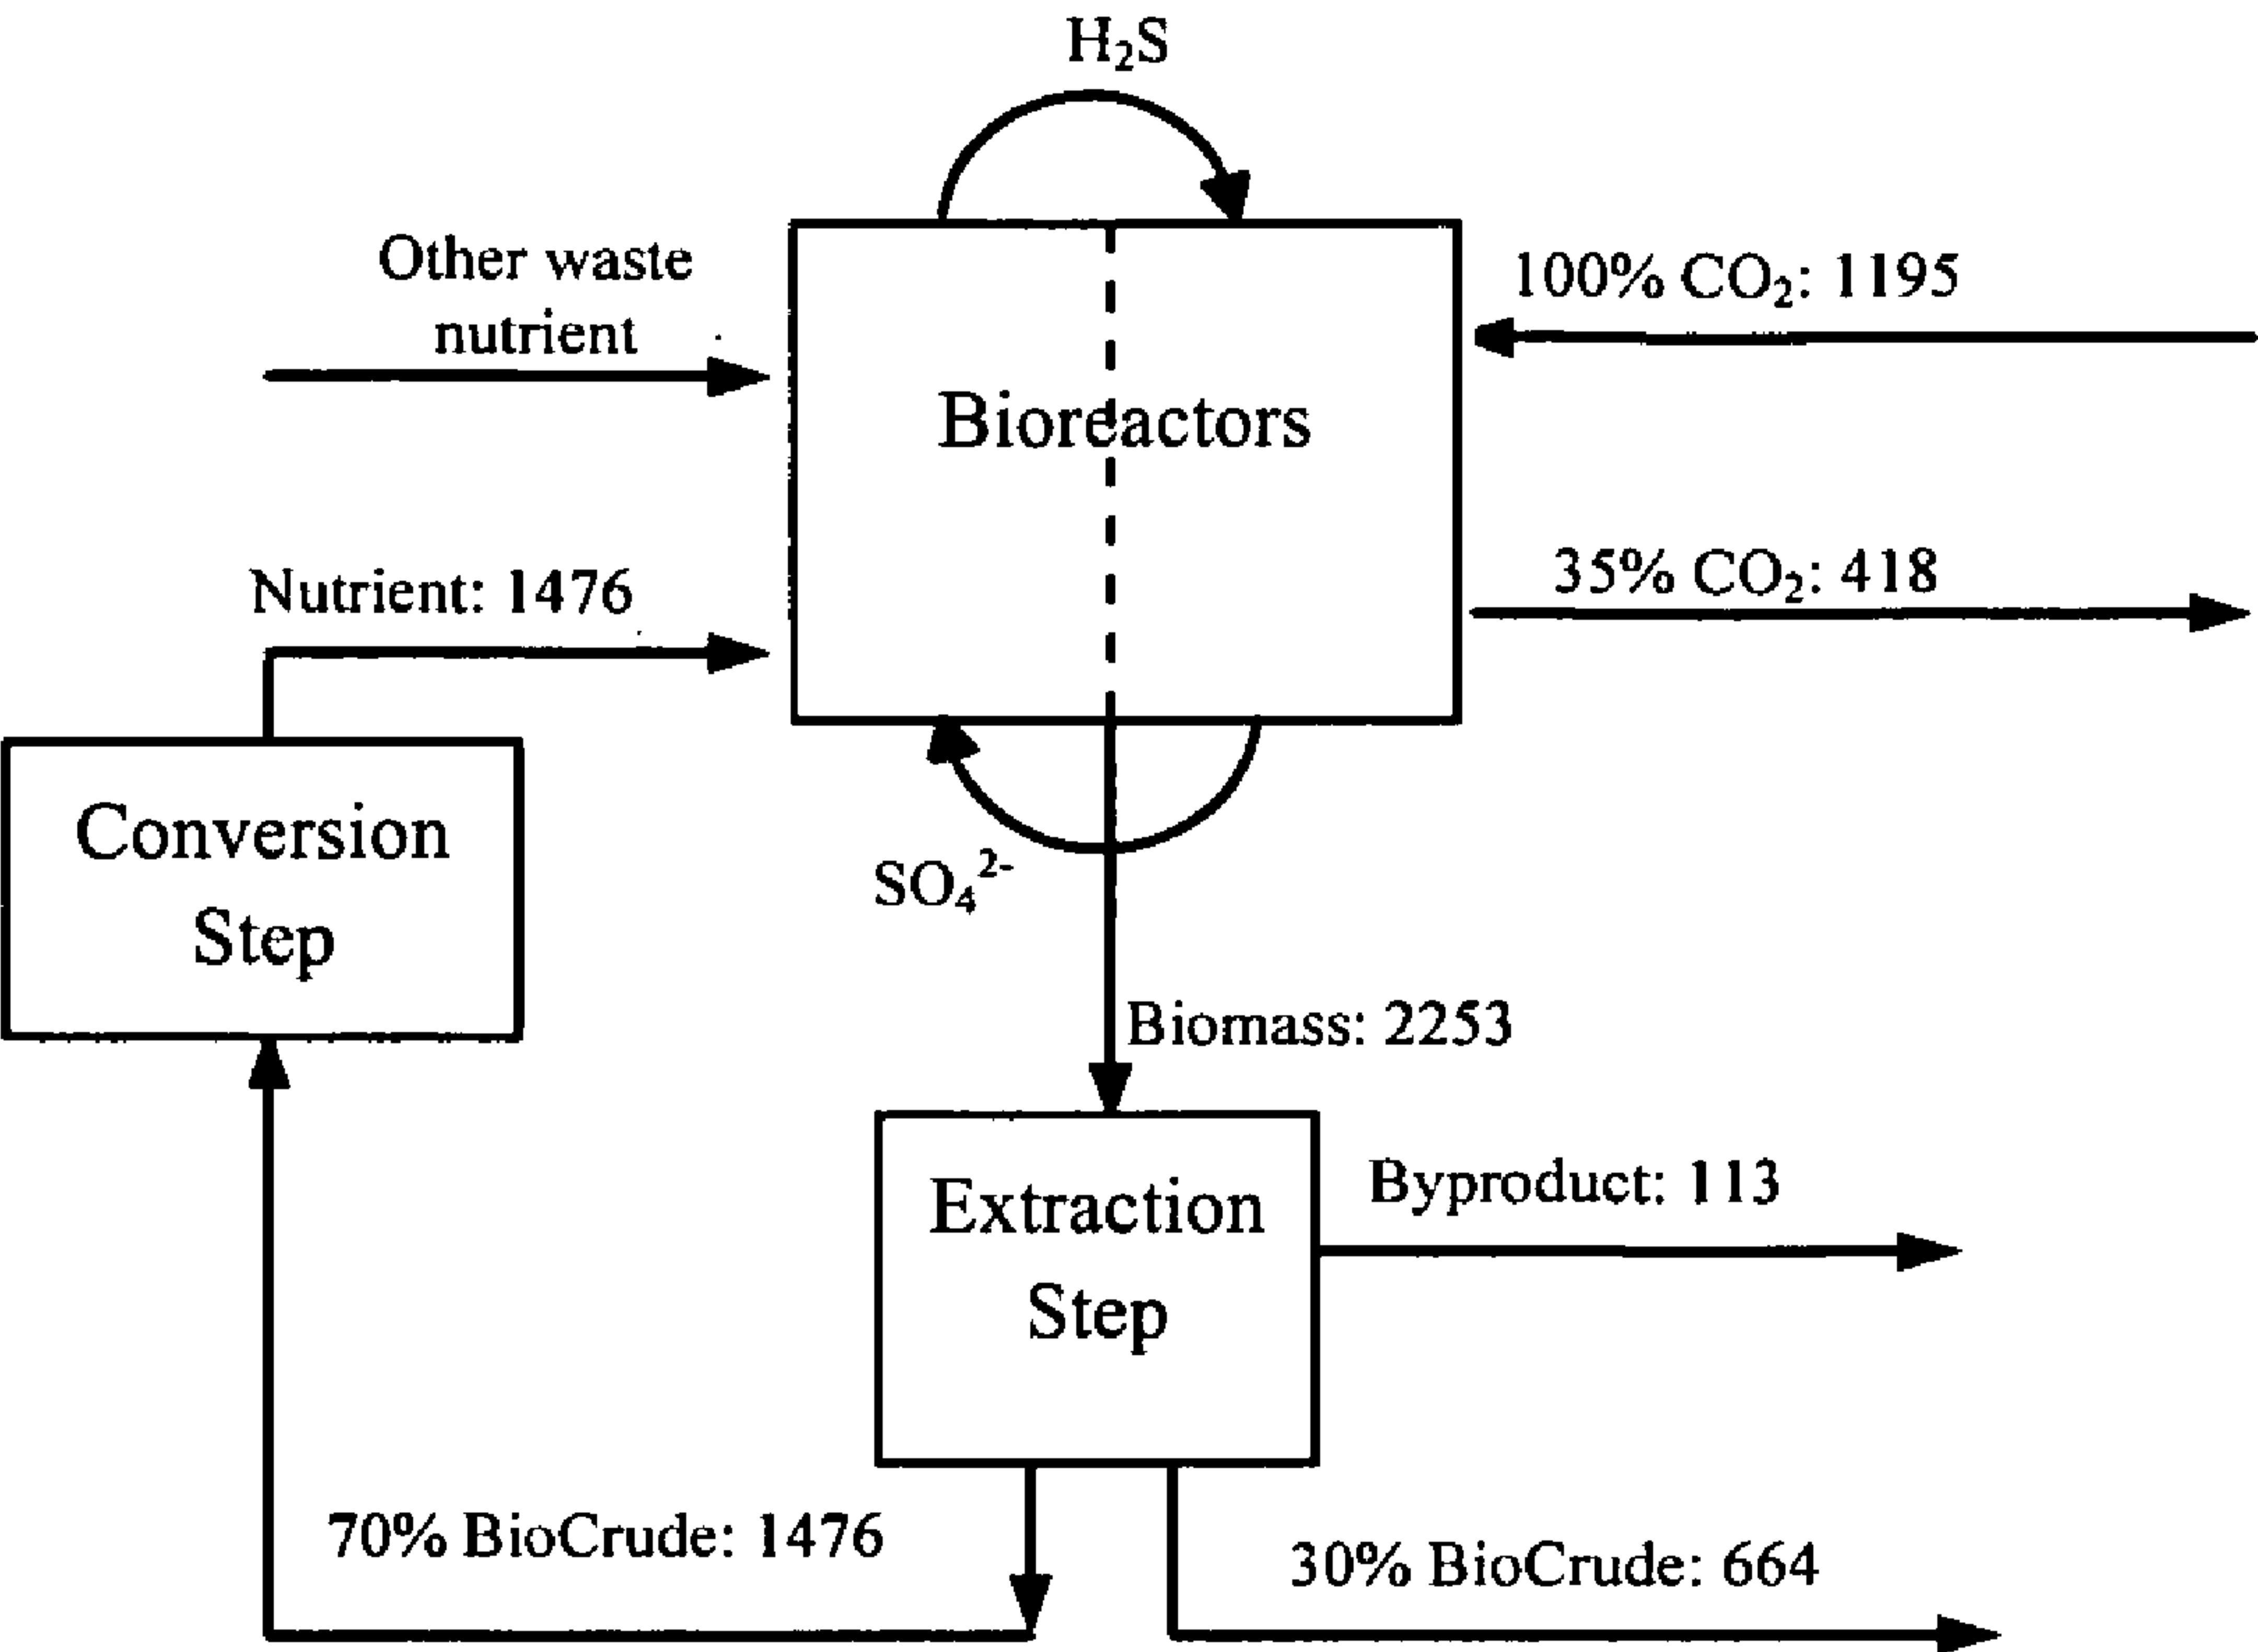 H₂S
Other waste
nutrient
100% CO₂: 1195
Bioreactors
35% CO₂: 418
Nutrient: 1476
Conversion
Step
SO₄²⁻
Biomass: 2253
Extraction
Step
Byproduct: 113
70% BioCrude: 1476
30% BioCrude: 664